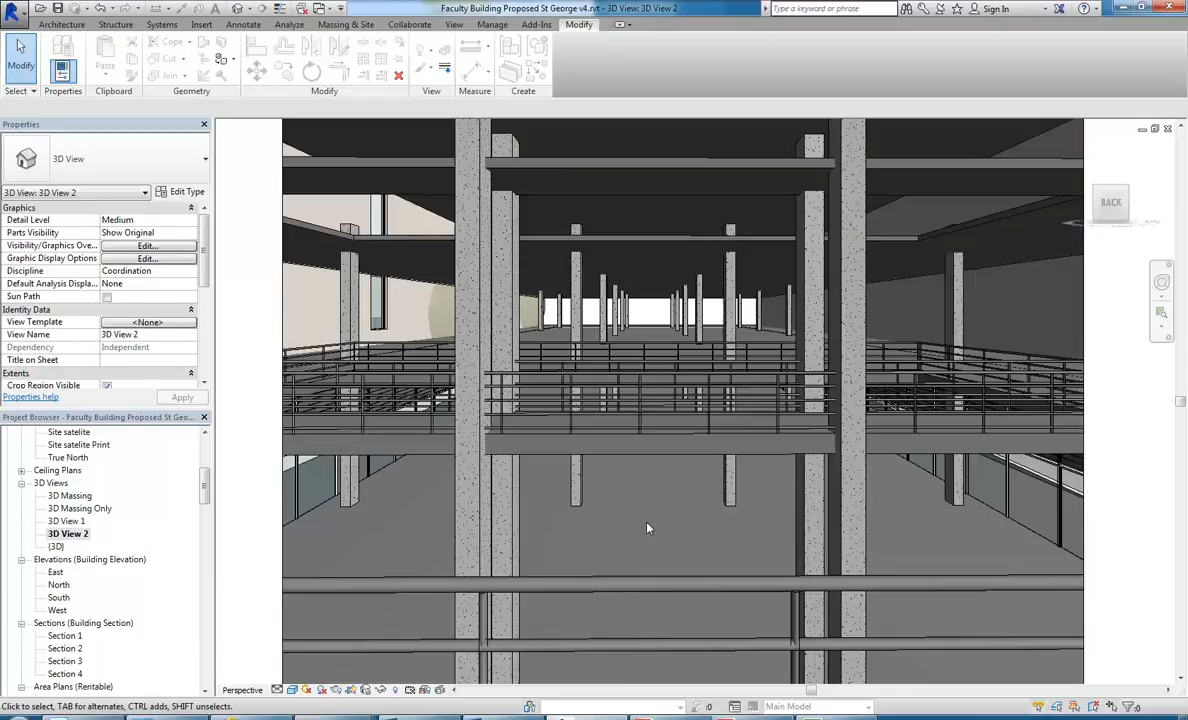 Faculty Building Proposed St George v4.rvt - 3D View: 3D View 2
Type a keyword or phrase
Sign In
Architecture Structure Systems Insert Annotate Analyze Massing & Site Collaborate View Manage Add-Ins Modify
Modify
Paste
Cope
Cut
Join
Select Properties Clipboard Geometry Modify View Measure Create
Properties
3D View
3D View: 3D View 2
Edit Type
Graphics
Detail Level Medium
Parts Visibility Show Original
Visibility/Graphics Ove... Edit...
Graphic Display Options Edit...
Discipline Coordination
Default Analysis Displa... None
Sun Path
Identity Data
View Template <None>
View Name 3D View 2
Dependency Independent
Title on Sheet
Extents
Crop Region Visible
Properties help
Apply
Project Browser - Faculty Building Proposed St Geo...
Site satelite
Site satelite Print
True North
Ceiling Plans
3D Views
3D Massing
3D Massing Only
3D View 1
3D View 2
{3D}
Elevations (Building Elevation)
East
North
South
West
Sections (Building Section)
Section 1
Section 2
Section 3
Section 4
Area Plans (Rentable)
BACK
Perspective
Click to select, TAB for alternates, CTRL adds, SHIFT unselects.
:0
Main Model
:0